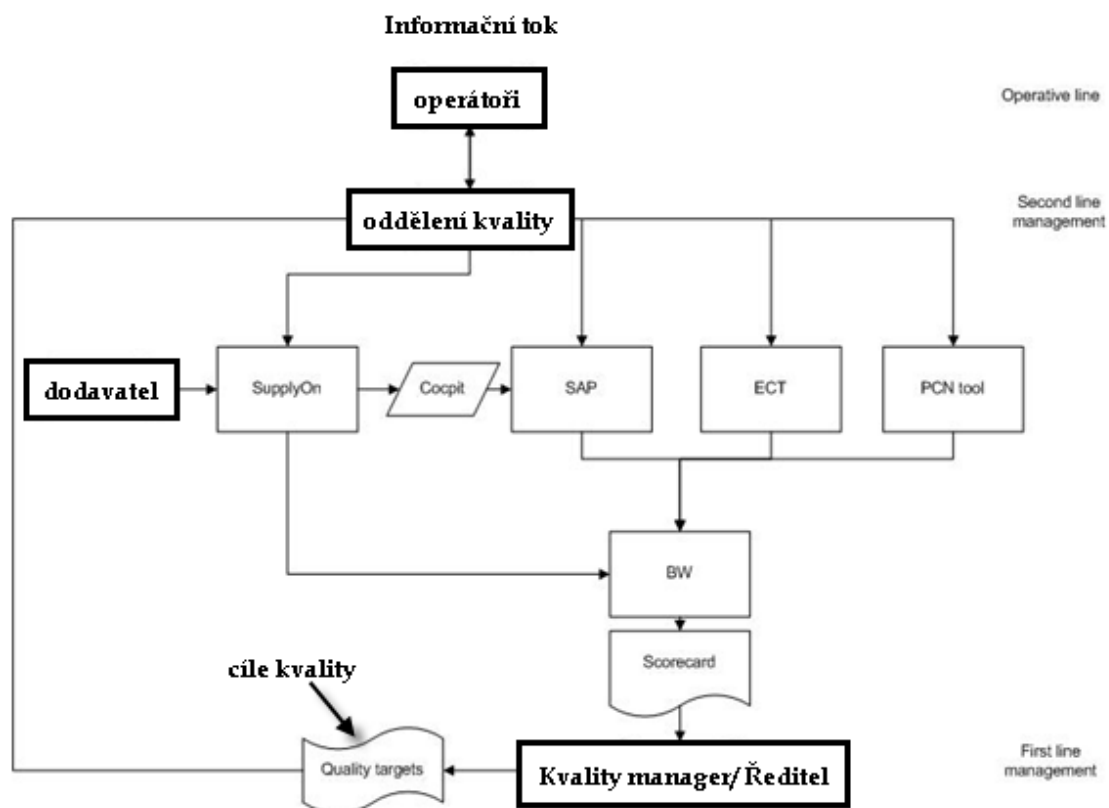 Informační tok
operátoři
Operative line
oddělení kvality
Second line
management
dodavatel
SupplyOn
Cocpit
SAP
ECT
PCN tool
BW
Scorecard
cíle kvality
Quality targets
Kvality manager/ Ředitel
First line
management